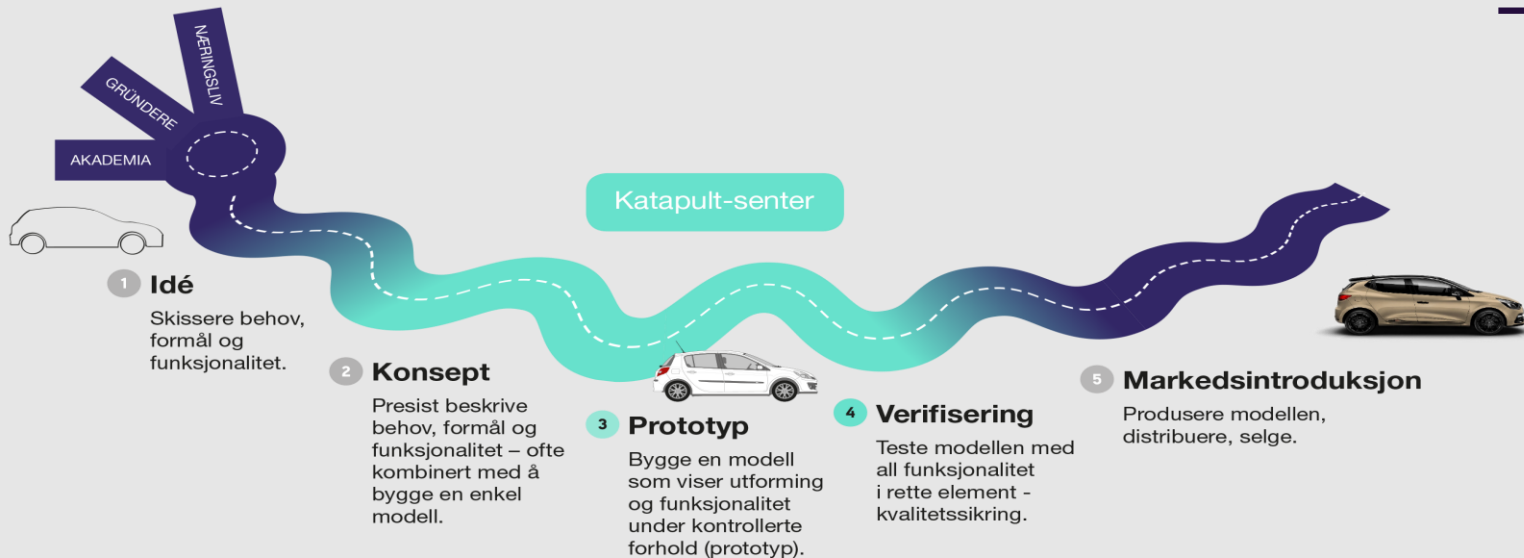 NÆRINGSLIV
GRÜNDERE
AKADEMIA
Katapult-senter
1 Idé
Skissere behov,
formål og
funksjonalitet.
2 Konsept
Presist beskrive
behov, formål og
funksjonalitet – ofte
kombinert med å
bygge en enkel
modell.
3 Prototyp
Bygge en modell
som viser utforming
og funksjonalitet
under kontrollerte
forhold (prototyp).
4 Verifisering
Teste modellen med
all funksjonalitet
i rette element -
kvalitetssikring.
5 Markedsintroduksjon
Produsere modellen,
distribuere, selge.